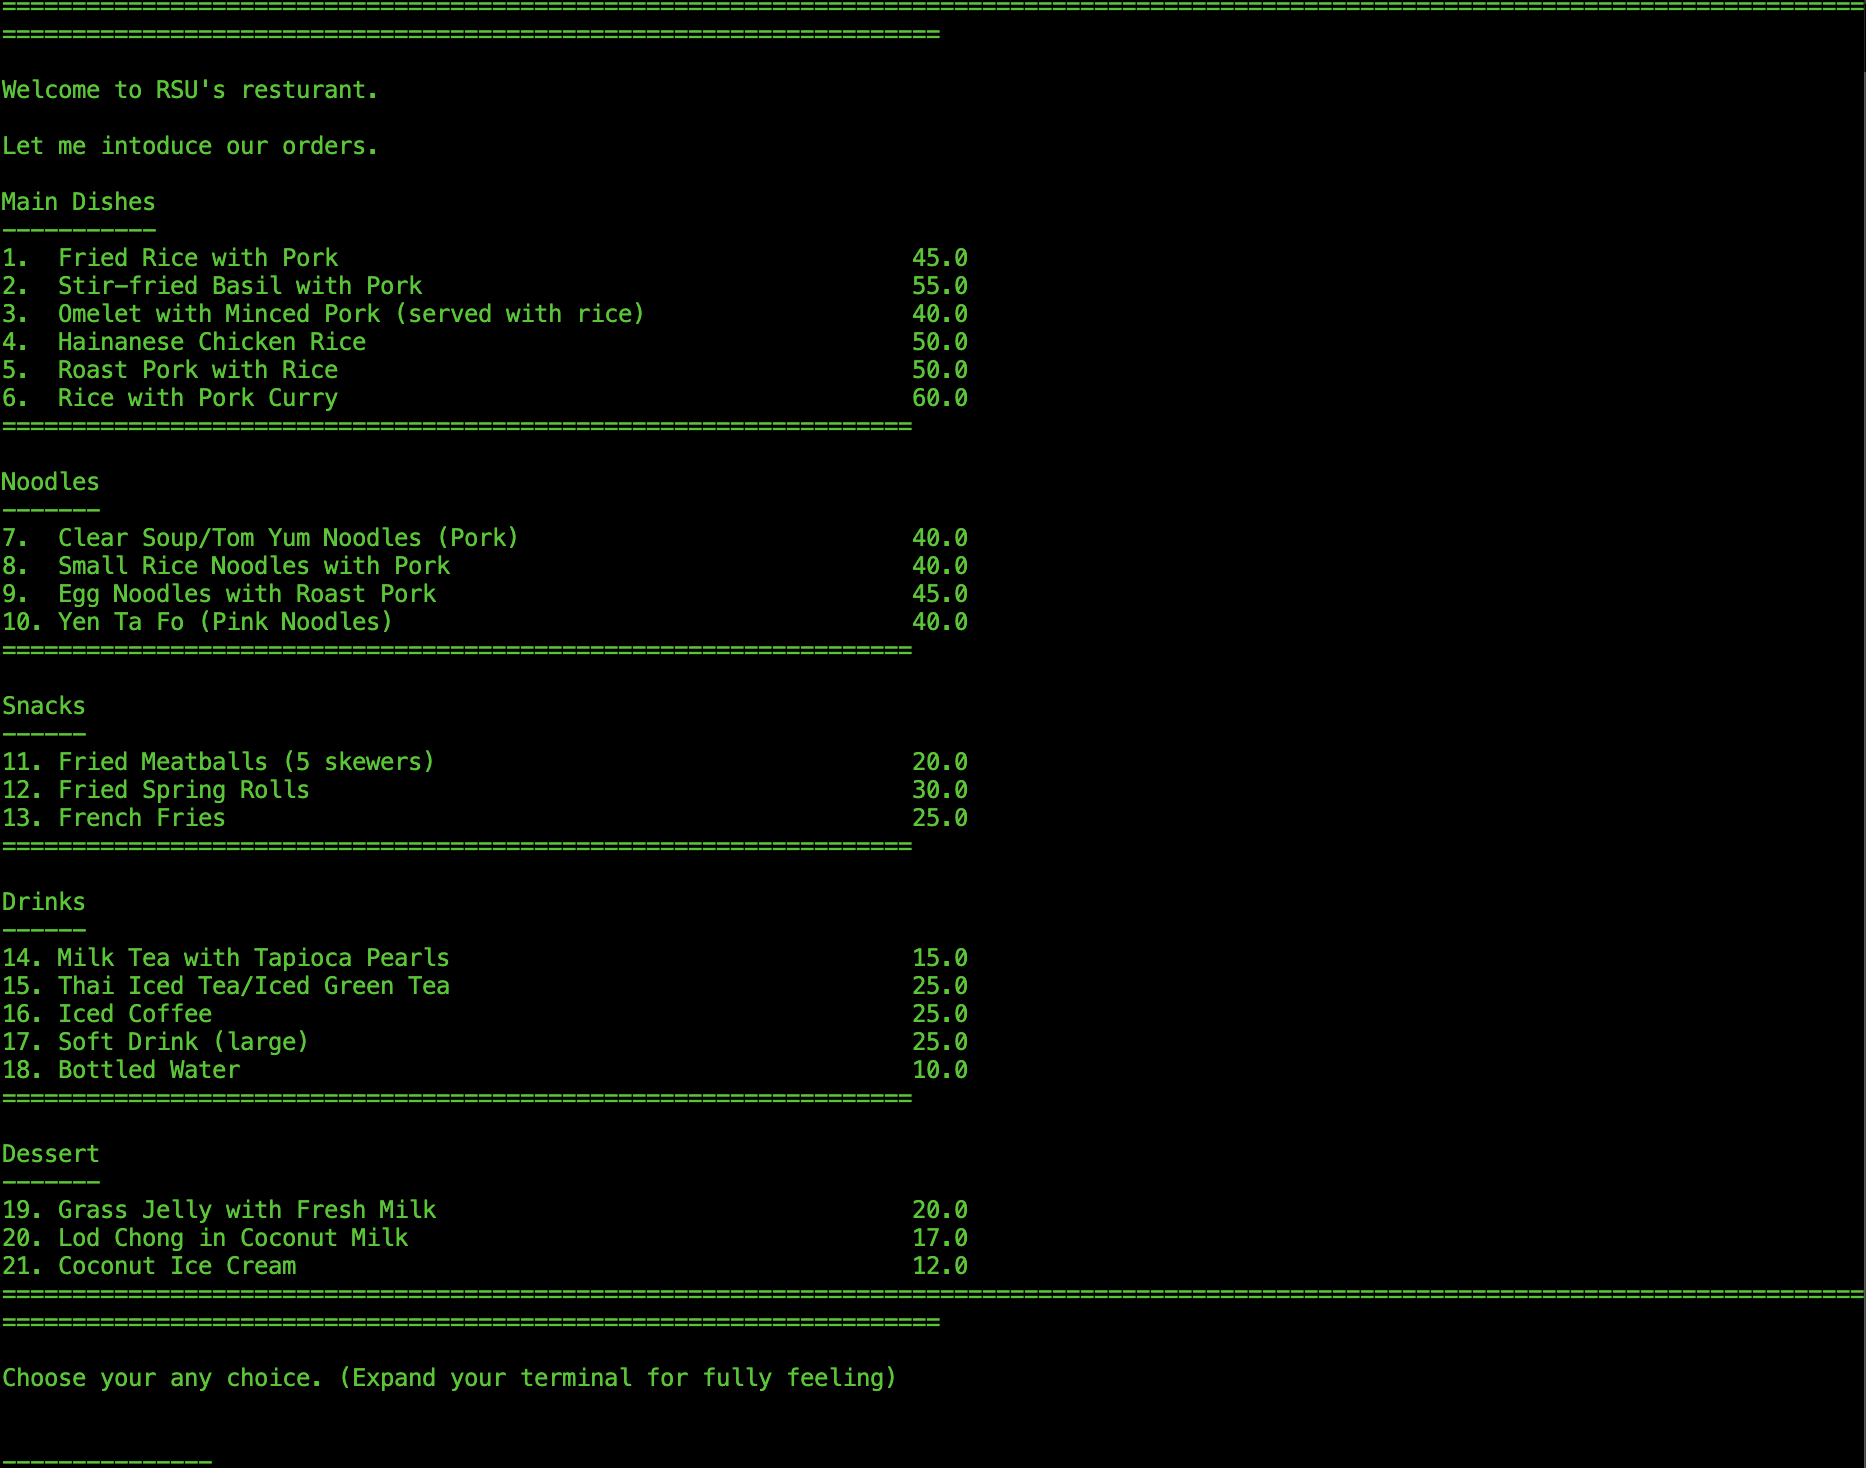 Welcome to RSU's resturant.
Let me intoduce our orders.
Main Dishes
-----------
1.  Fried Rice with Pork 45.0
2.  Stir-fried Basil with Pork 55.0
3.  Omelet with Minced Pork (served with rice) 40.0
4.  Hainanese Chicken Rice 50.0
5.  Roast Pork with Rice 50.0
6.  Rice with Pork Curry 60.0
=================================================================
Noodles
-------
7.  Clear Soup/Tom Yum Noodles (Pork) 40.0
8.  Small Rice Noodles with Pork 40.0
9.  Egg Noodles with Roast Pork 45.0
10. Yen Ta Fo (Pink Noodles) 40.0
=================================================================
Snacks
------
11. Fried Meatballs (5 skewers) 20.0
12. Fried Spring Rolls 30.0
13. French Fries 25.0
=================================================================
Drinks
------
14. Milk Tea with Tapioca Pearls 15.0
15. Thai Iced Tea/Iced Green Tea 25.0
16. Iced Coffee 25.0
17. Soft Drink (large) 25.0
18. Bottled Water 10.0
=================================================================
Dessert
-------
19. Grass Jelly with Fresh Milk 20.0
20. Lod Chong in Coconut Milk 17.0
21. Coconut Ice Cream 12.0
Choose your any choice. (Expand your terminal for fully feeling)
---------------